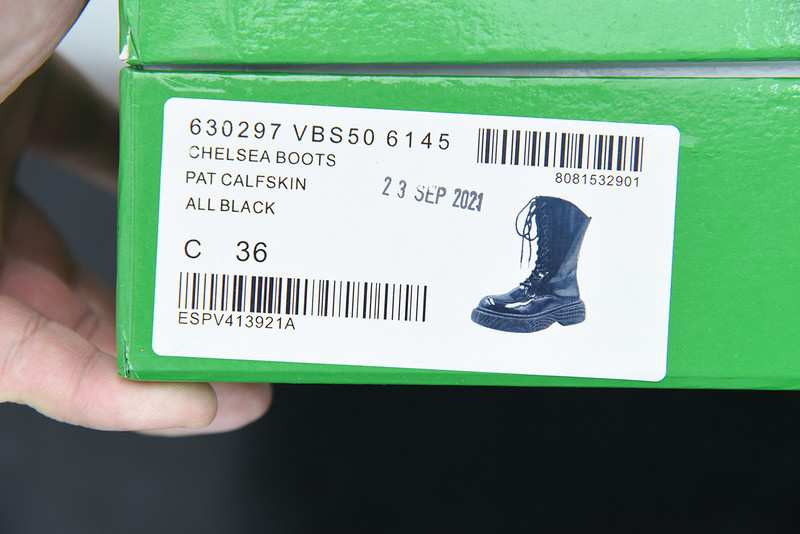 630297 VBS50 6145
CHELSEA BOOTS
PAT CALFSKIN
ALL BLACK
8081532901
23 SEP 2021
C 36
ESPV413921A